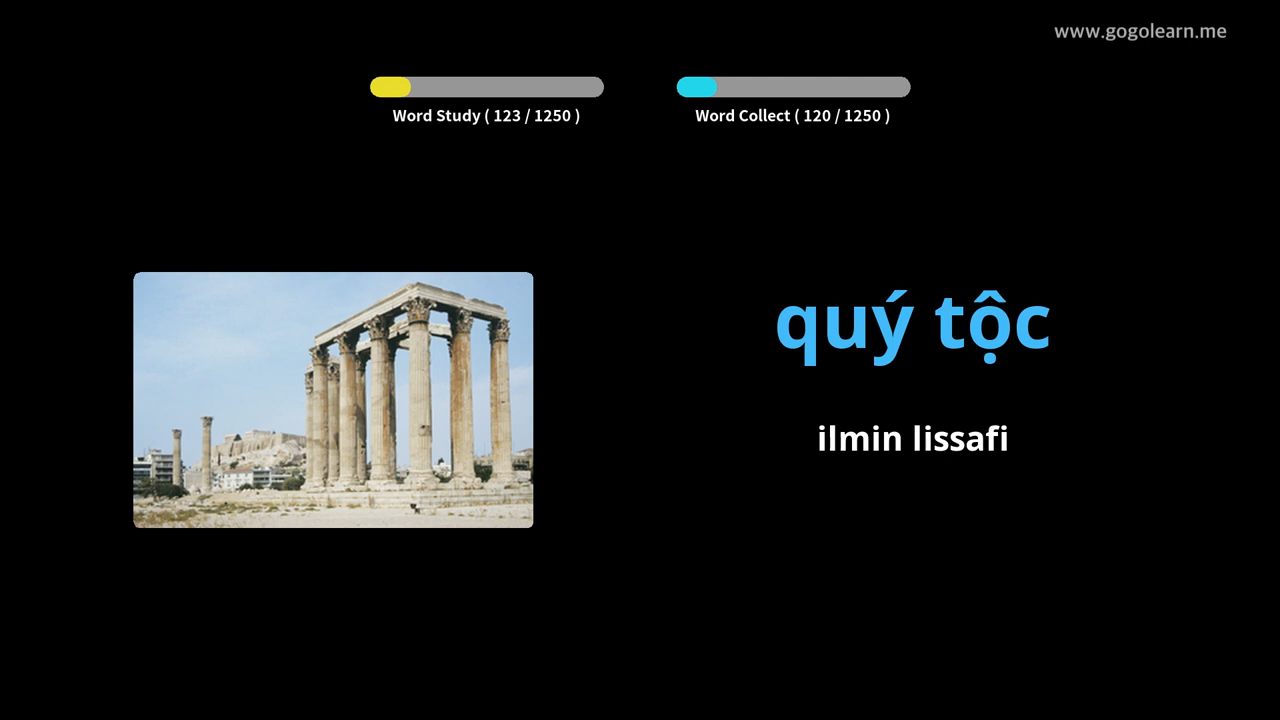 www.gogolearn.me
Word Study ( 123 / 1250 )
Word Collect ( 120 / 1250 )
quý tộc
ilmin lissafi